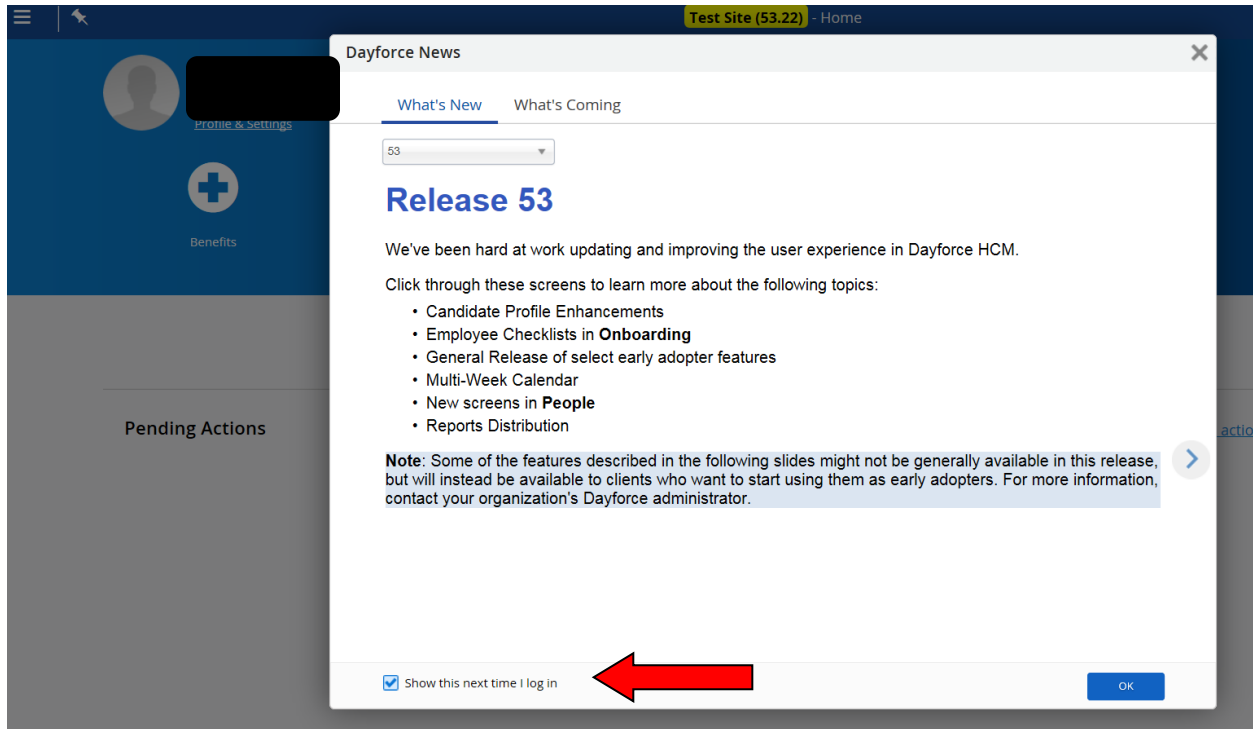 Test Site (53.22) - Home
Dayforce News
Profile & Settings
Benefits
What's New What's Coming
53
Release 53
We've been hard at work updating and improving the user experience in Dayforce HCM.
Click through these screens to learn more about the following topics:
• Candidate Profile Enhancements
• Employee Checklists in Onboarding
• General Release of select early adopter features
• Multi-Week Calendar
• New screens in People
• Reports Distribution
Pending Actions
Note: Some of the features described in the following slides might not be generally available in this release,
but will instead be available to clients who want to start using them as early adopters. For more information,
contact your organization's Dayforce administrator.
Show this next time I log in
OK